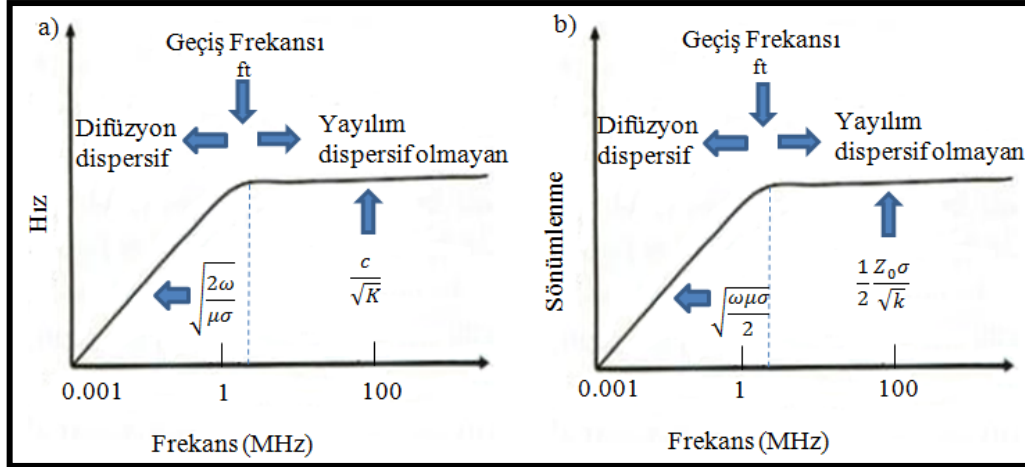 a)
Geçiş Frekansı
ft
Difüzyon
dispersif
Yayılım
dispersif olmayan
Hız
√(2ω/μσ)
c/√K
0.001 1 100
Frekans (MHz)
b)
Geçiş Frekansı
ft
Difüzyon
dispersif
Yayılım
dispersif olmayan
Sönümlenme
√(ωμσ/2)
1/2 Z₀σ/√k
0.001 1 100
Frekans (MHz)